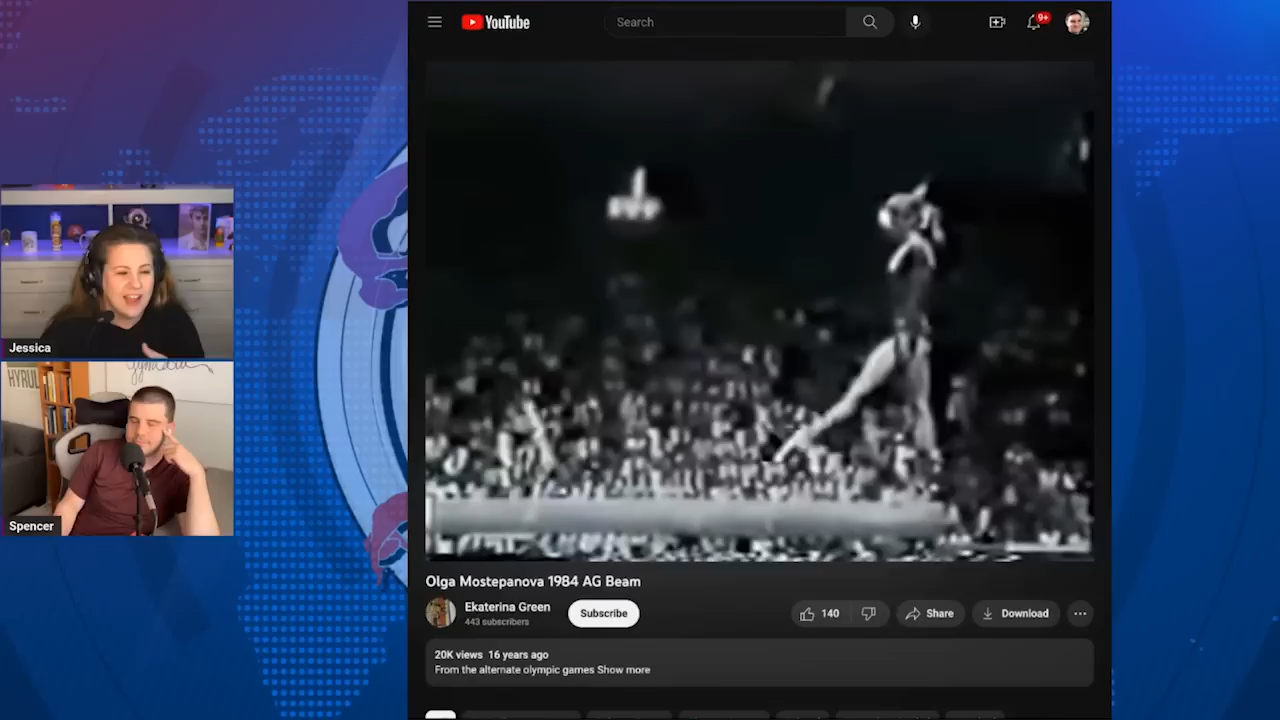 YouTube
Search
9+
Jessica
HYRUL
Spencer
Olga Mostepanova 1984 AG Beam
Ekaterina Green
443 subscribers
Subscribe
140
Share
Download
20K views 16 years ago
From the alternate olympic games Show more